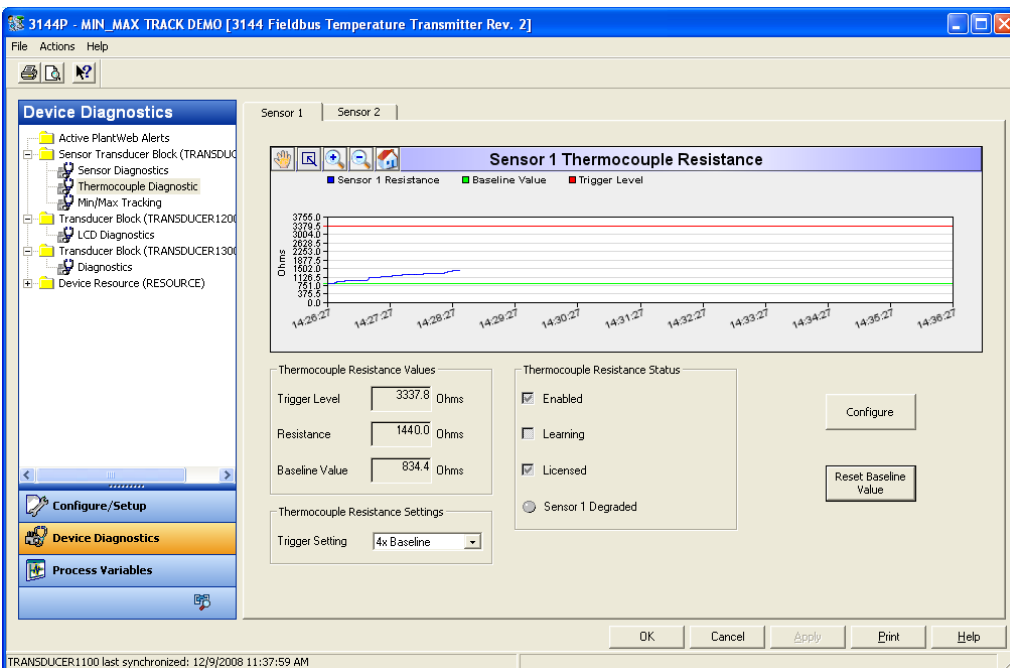 3144P - MIN_MAX TRACK DEMO [3144 Fieldbus Temperature Transmitter Rev. 2]
File Actions Help
Device Diagnostics
Active PlantWeb Alerts
Sensor Transducer Block (TRANSDUC
Sensor Diagnostics
Thermocouple Diagnostic
Min/Max Tracking
Transducer Block (TRANSDUCER1200
LCD Diagnostics
Transducer Block (TRANSDUCER1300
Diagnostics
Device Resource (RESOURCE)
Configure/Setup
Device Diagnostics
Process Variables
Sensor 1 Sensor 2
Sensor 1 Thermocouple Resistance
Sensor 1 Resistance Baseline Value Trigger Level
Ohms
3755.0
3379.5
3004.0
2628.5
2253.0
1877.5
1502.0
1126.5
751.0
375.5
0.0
14:26:27 14:27:27 14:28:27 14:29:27 14:30:27 14:31:27 14:32:27 14:33:27 14:34:27 14:35:27 14:36:27
Thermocouple Resistance Values
Trigger Level 3337.8 Ohms
Resistance 1440.0 Ohms
Baseline Value 834.4 Ohms
Thermocouple Resistance Settings
Trigger Setting 4x Baseline
Thermocouple Resistance Status
Enabled
Learning
Licensed
Sensor 1 Degraded
Configure
Reset Baseline
Value
OK Cancel Apply Print Help
TRANSDUCER1100 last synchronized: 12/9/2008 11:37:59 AM